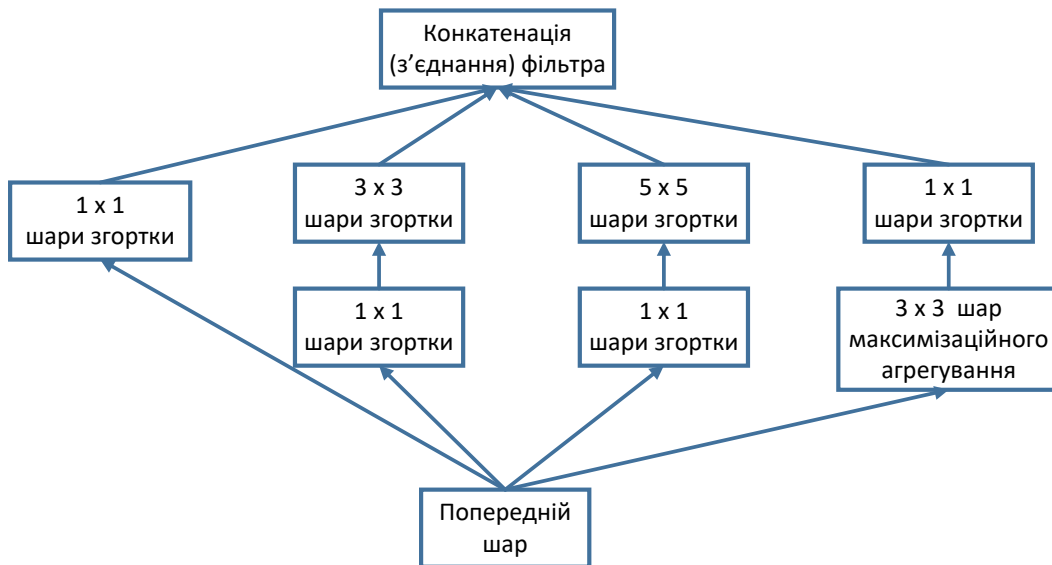 Конкатенація
(з’єднання) фільтра
1 x 1
шари згортки
3 x 3
шари згортки
5 x 5
шари згортки
1 x 1
шари згортки
1 x 1
шари згортки
1 x 1
шари згортки
3 x 3 шар
максимізаційного
агрегування
Попередній
шар